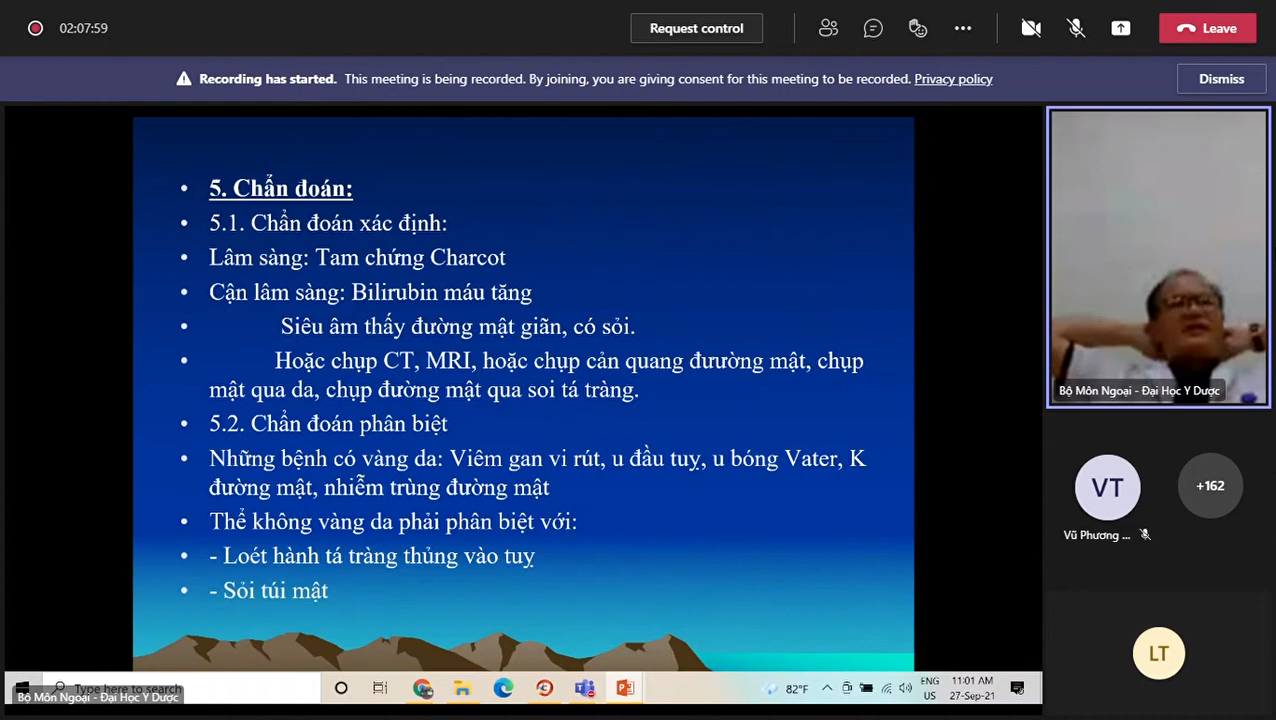 02:07:59
Request control
Leave
Recording has started. This meeting is being recorded. By joining, you are giving consent for this meeting to be recorded. Privacy policy
Dismiss
• 5. Chẩn đoán:
• 5.1. Chẩn đoán xác định:
• Lâm sàng: Tam chứng Charcot
• Cận lâm sàng: Bilirubin máu tăng
• Siêu âm thấy đường mật giãn, có sỏi.
• Hoặc chụp CT, MRI, hoặc chụp cản quang đưường mật, chụp
mật qua da, chụp đường mật qua soi tá tràng.
• 5.2. Chẩn đoán phân biệt
• Những bệnh có vàng da: Viêm gan vi rút, u đầu tuỵ, u bóng Vater, K
đường mật, nhiễm trùng đường mật
• Thể không vàng da phải phân biệt với:
• - Loét hành tá tràng thủng vào tuỵ
• - Sỏi túi mật
Bộ Môn Ngoại - Đại Học Y Dược
VT
+162
Vũ Phương ...
LT
Type here to search
Bộ Môn Ngoại - Đại Học Y Dược
82°F
ENG
US
11:01 AM
27-Sep-21